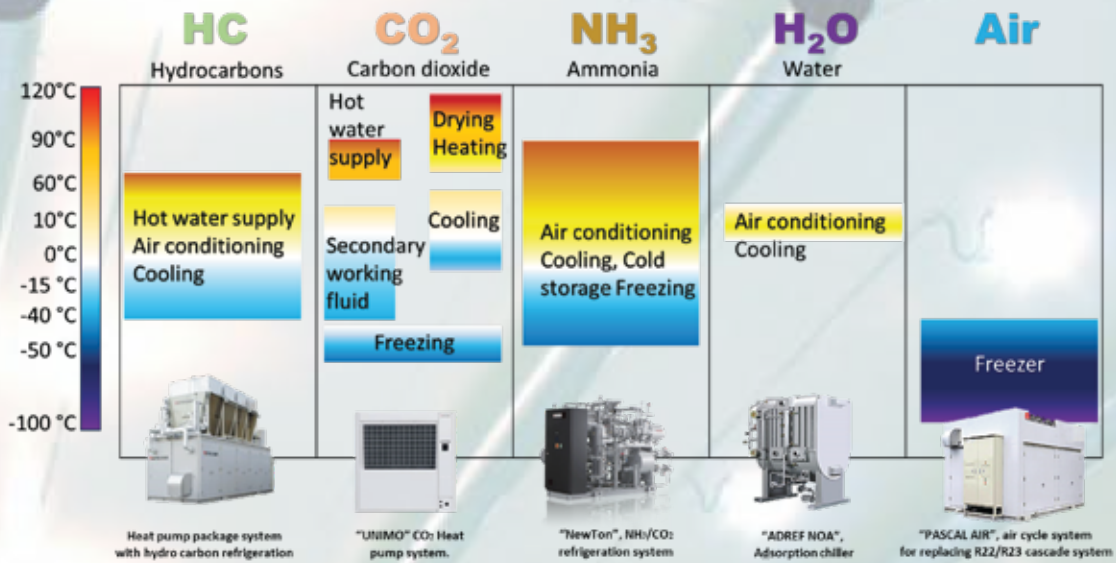 HC
Hydrocarbons
CO₂
Carbon dioxide
NH₃
Ammonia
H₂O
Water
Air
120°C
90°C
60°C
10°C
0°C
-15 °C
-40 °C
-50 °C
-100 °C
Hot water supply
Air conditioning
Cooling
Hot
water
supply
Drying
Heating
Cooling
Secondary
working
fluid
Freezing
Air conditioning
Cooling, Cold
storage Freezing
Air conditioning
Cooling
Freezer
Heat pump package system
with hydro carbon refrigeration
"UNIMO" CO₂ Heat
pump system.
"NewTon", NH₃/CO₂
refrigeration system
"ADREF NOA",
Adsorption chiller
"PASCAL AIR", air cycle system
for replacing R22/R23 cascade system